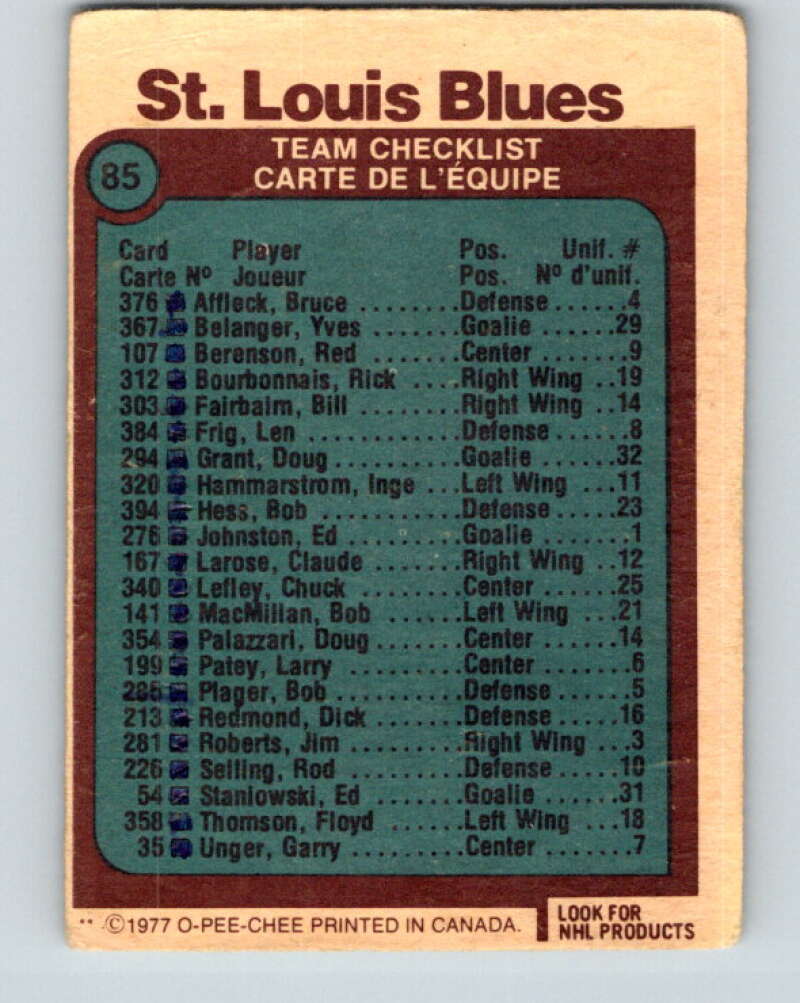 St. Louis Blues
85
TEAM CHECKLIST
CARTE DE L'ÉQUIPE
Card Player Pos. Unif. #
Carte Nº Joueur Pos. Nº d'unif.
376 Affleck, Bruce ........Defense......4
367 Belanger, Yves .......Goalie ......29
107 Berenson, Red ........Center.......9
312 Bourbonnais, Rick ....Right Wing ..19
303 Fairbairn, Bill ........Right Wing ..14
384 Frig, Len ............Defense......8
294 Grant, Doug..........Goalie ......32
320 Hammarstrom, Inge ...Left Wing ...11
394 Hess, Bob ...........Defense.....23
276 Johnston, Ed .........Goalie .......1
167 Larose, Claude .......Right Wing ..12
340 Lefley, Chuck ........Center......25
141 MacMillan, Bob .......Left Wing ...21
354 Palazzari, Doug.......Center......14
199 Patey, Larry ..........Center.......6
285 Plager, Bob..........Defense......5
213 Redmond, Dick .......Defense.....16
281 Roberts, Jim .........Right Wing ...3
226 Seiling, Rod .........Defense.....10
54 Staniowski, Ed .......Goalie ......31
358 Thomson, Floyd ......Left Wing ...18
35 Unger, Garry .........Center.......7
** ©1977 O-PEE-CHEE PRINTED IN CANADA.
LOOK FOR
NHL PRODUCTS